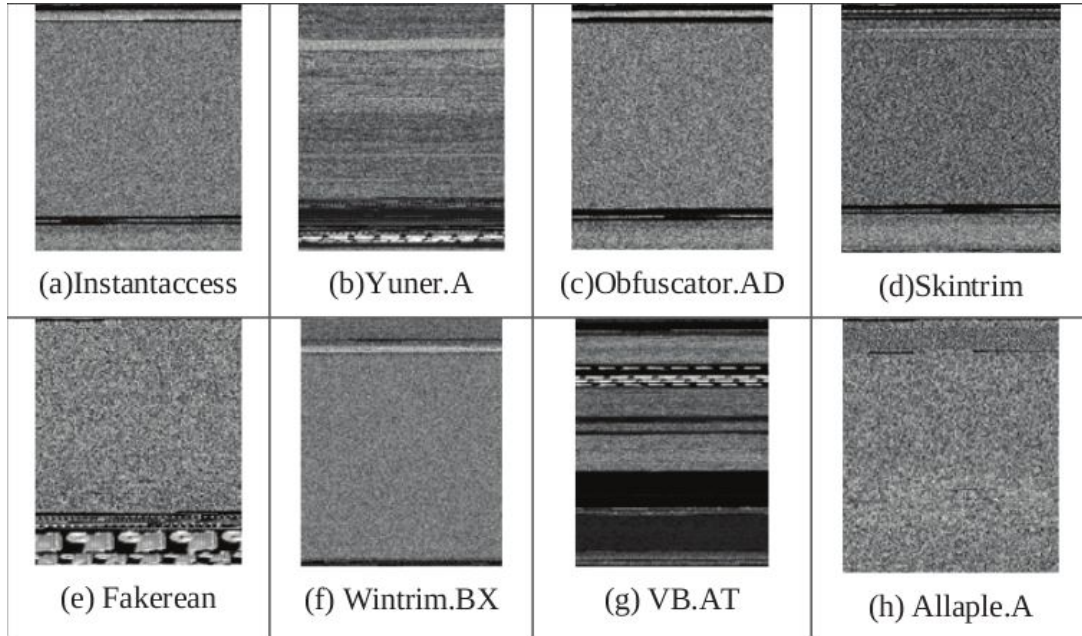 (a)Instantaccess
(b)Yuner.A
(c)Obfuscator.AD
(d)Skintrim
(e) Fakerean
(f) Wintrim.BX
(g) VB.AT
(h) Allaple.A